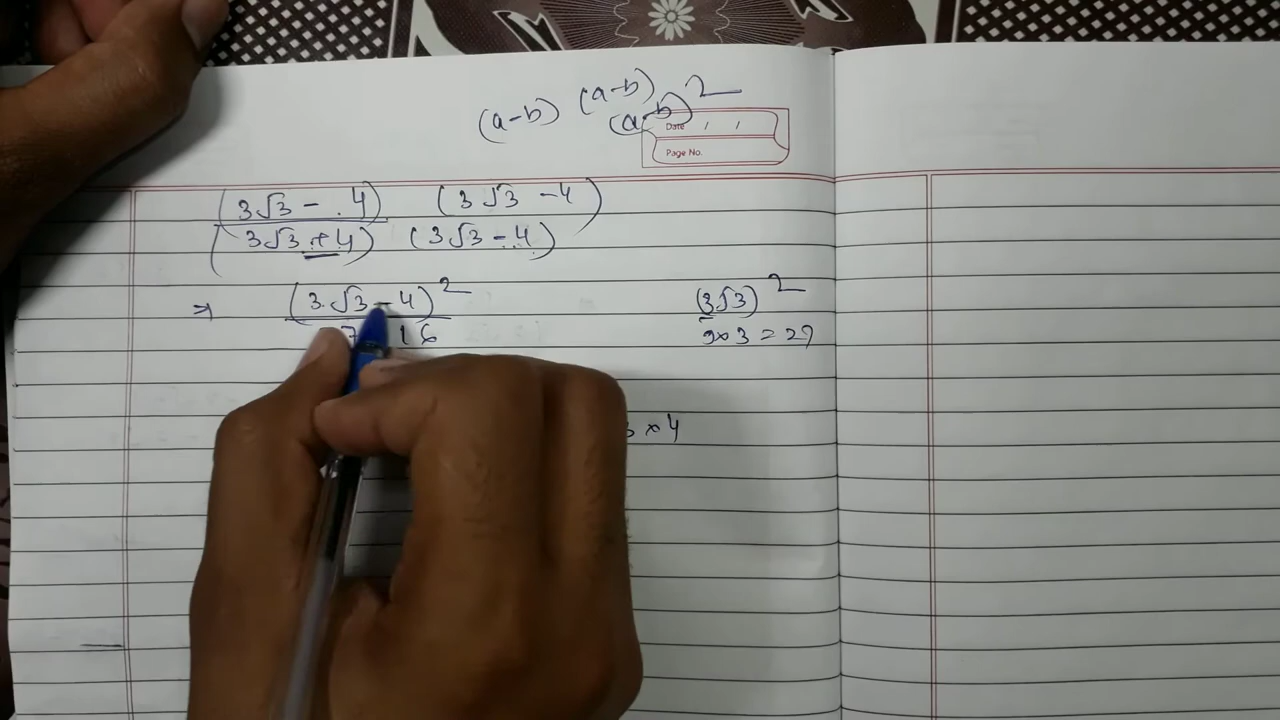 (a-b) (a-b)
(a-b)²
Date / /
Page No.
(3√3 - 4) (3√3 - 4)
(3√3 + 4) (3√3 - 4)
⇒ (3√3 - 4)² (3√3)²
7 16 9×3 = 27
× 4